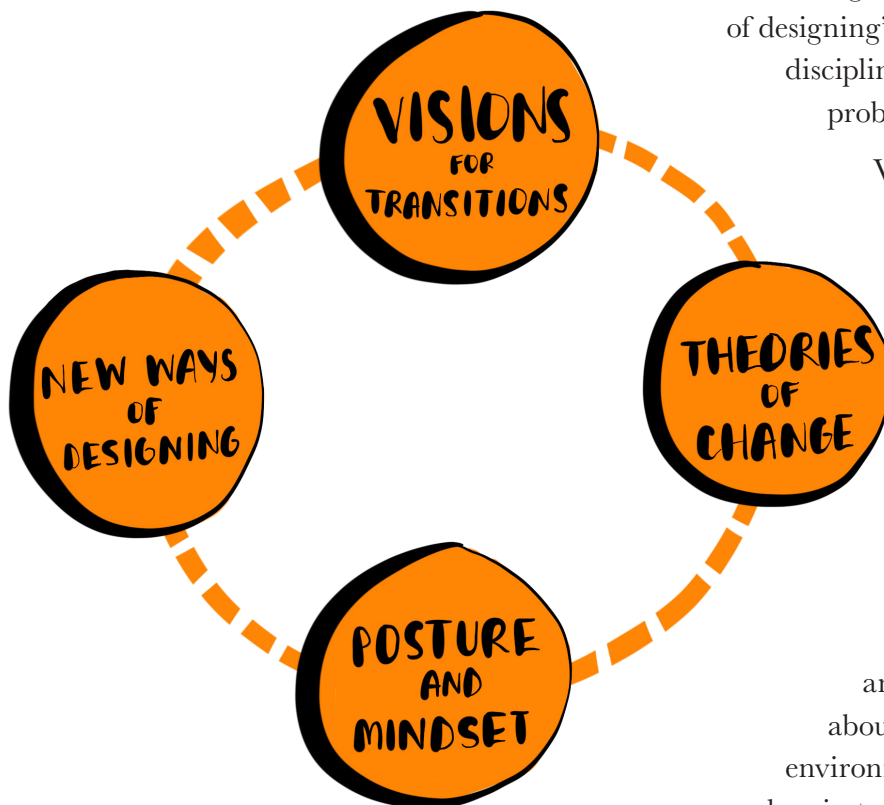 of designing’
disciplin
prob
VISIONS
FOR
TRANSITIONS
NEW WAYS
OF
DESIGNING
THEORIES
OF
CHANGE
POSTURE
AND
MINDSET
abou
environ